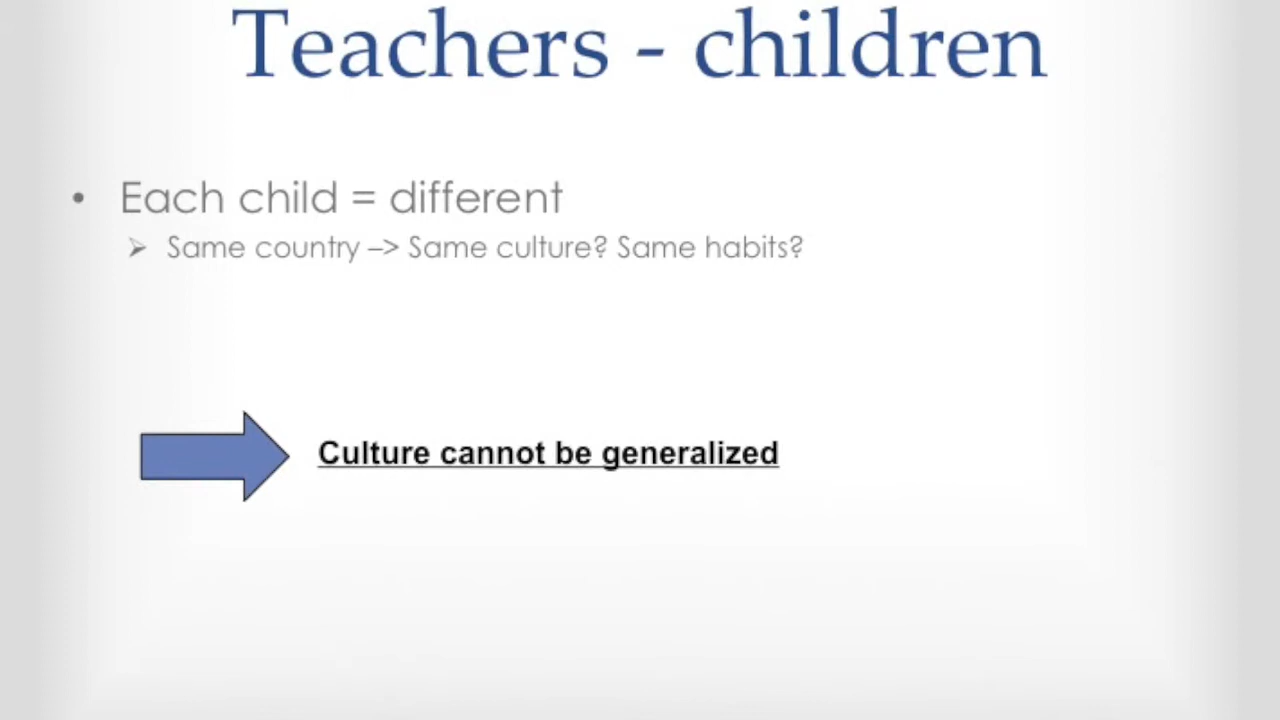 Teachers - children
• Each child = different
➢ Same country –> Same culture? Same habits?
Culture cannot be generalized